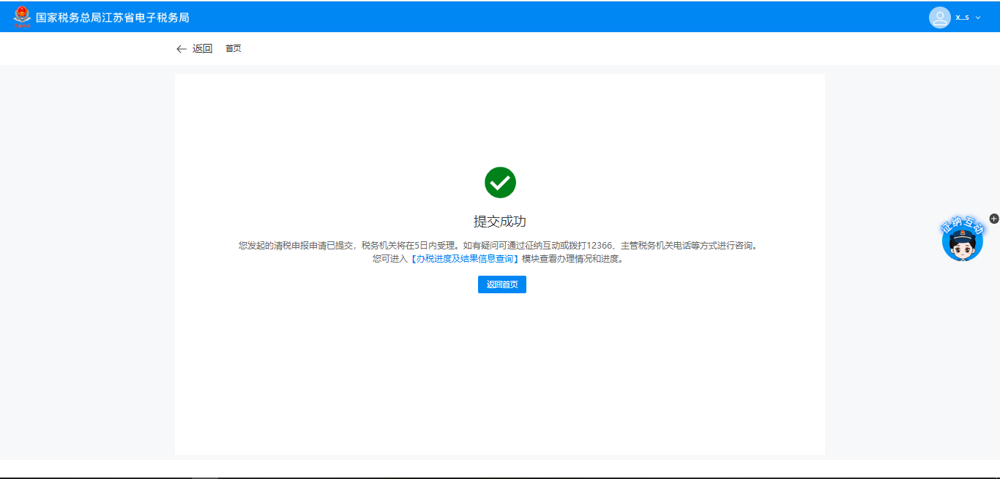 国家税务总局江苏省电子税务局
x...s
返回 首页
征纳互动
提交成功
您发起的清税申报申请已提交，税务机关将在5日内受理。如有疑问可通过征纳互动或拨打12366、主管税务机关电话等方式进行咨询。
您可进入【办税进度及结果信息查询】模块查看办理情况和进度。
返回首页